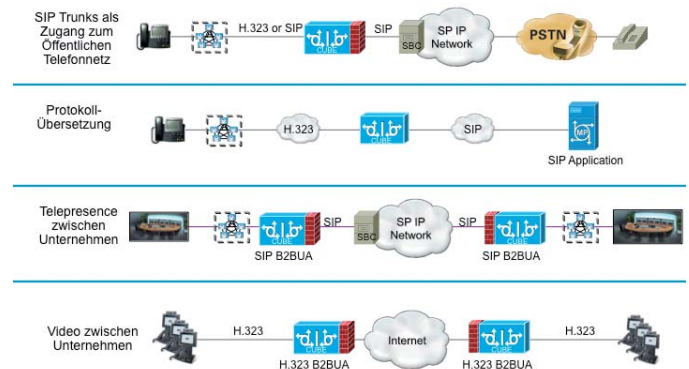 SIP Trunks als
Zugang zum
Öffentlichen
Telefonnetz
H.323 or SIP
CUBE
SIP
SBC
SP IP
Network
PSTN
Protokoll-
Übersetzung
H.323
CUBE
SIP
MP
SIP Application
Telepresence
zwischen
Unternehmen
CUBE
SIP B2BUA
SIP
SBC
SP IP
Network
SIP
CUBE
SIP B2BUA
Video zwischen
Unternehmen
H.323
CUBE
H.323 B2BUA
Internet
CUBE
H.323 B2BUA
H.323